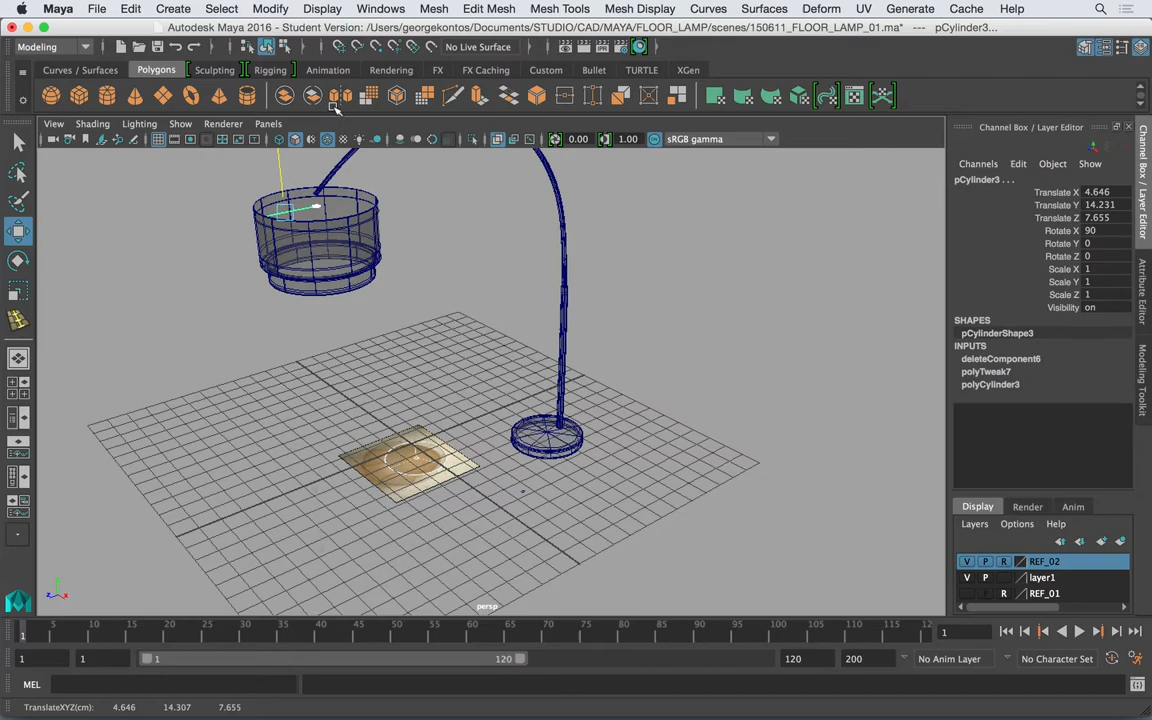 Maya File Edit Create Select Modify Display Windows Mesh Edit Mesh Mesh Tools Mesh Display Curves Surfaces Deform UV Generate Cache Help
Autodesk Maya 2016 - Student Version: /Users/georgekontos/Documents/STUDIO/CAD/MAYA/FLOOR_LAMP/scenes/150611_FLOOR_LAMP_01.ma* --- pCylinder3...
Modeling No Live Surface
Curves / Surfaces Polygons Sculpting Rigging Animation Rendering FX FX Caching Custom Bullet TURTLE XGen
View Shading Lighting Show Renderer Panels
0.00 1.00 sRGB gamma
Channel Box / Layer Editor
Channels Edit Object Show
pCylinder3 . . .
Translate X 4.646
Translate Y 14.231
Translate Z 7.655
Rotate X 90
Rotate Y 0
Rotate Z 0
Scale X 1
Scale Y 1
Scale Z 1
Visibility on
SHAPES
pCylinderShape3
INPUTS
deleteComponent6
polyTweak7
polyCylinder3
Channel Box / Layer Editor
Attribute Editor
Modeling Toolkit
Display Render Anim
Layers Options Help
V P R REF_02
V P layer1
R REF_01
z x
persp
1 5 10 15 20 25 30 35 40 45 50 55 60 65 70 75 80 85 90 95 100 105 110 115 12 1
1 1 1 120 120 200 No Anim Layer No Character Set
MEL
TranslateXYZ(cm): 4.646 14.307 7.655